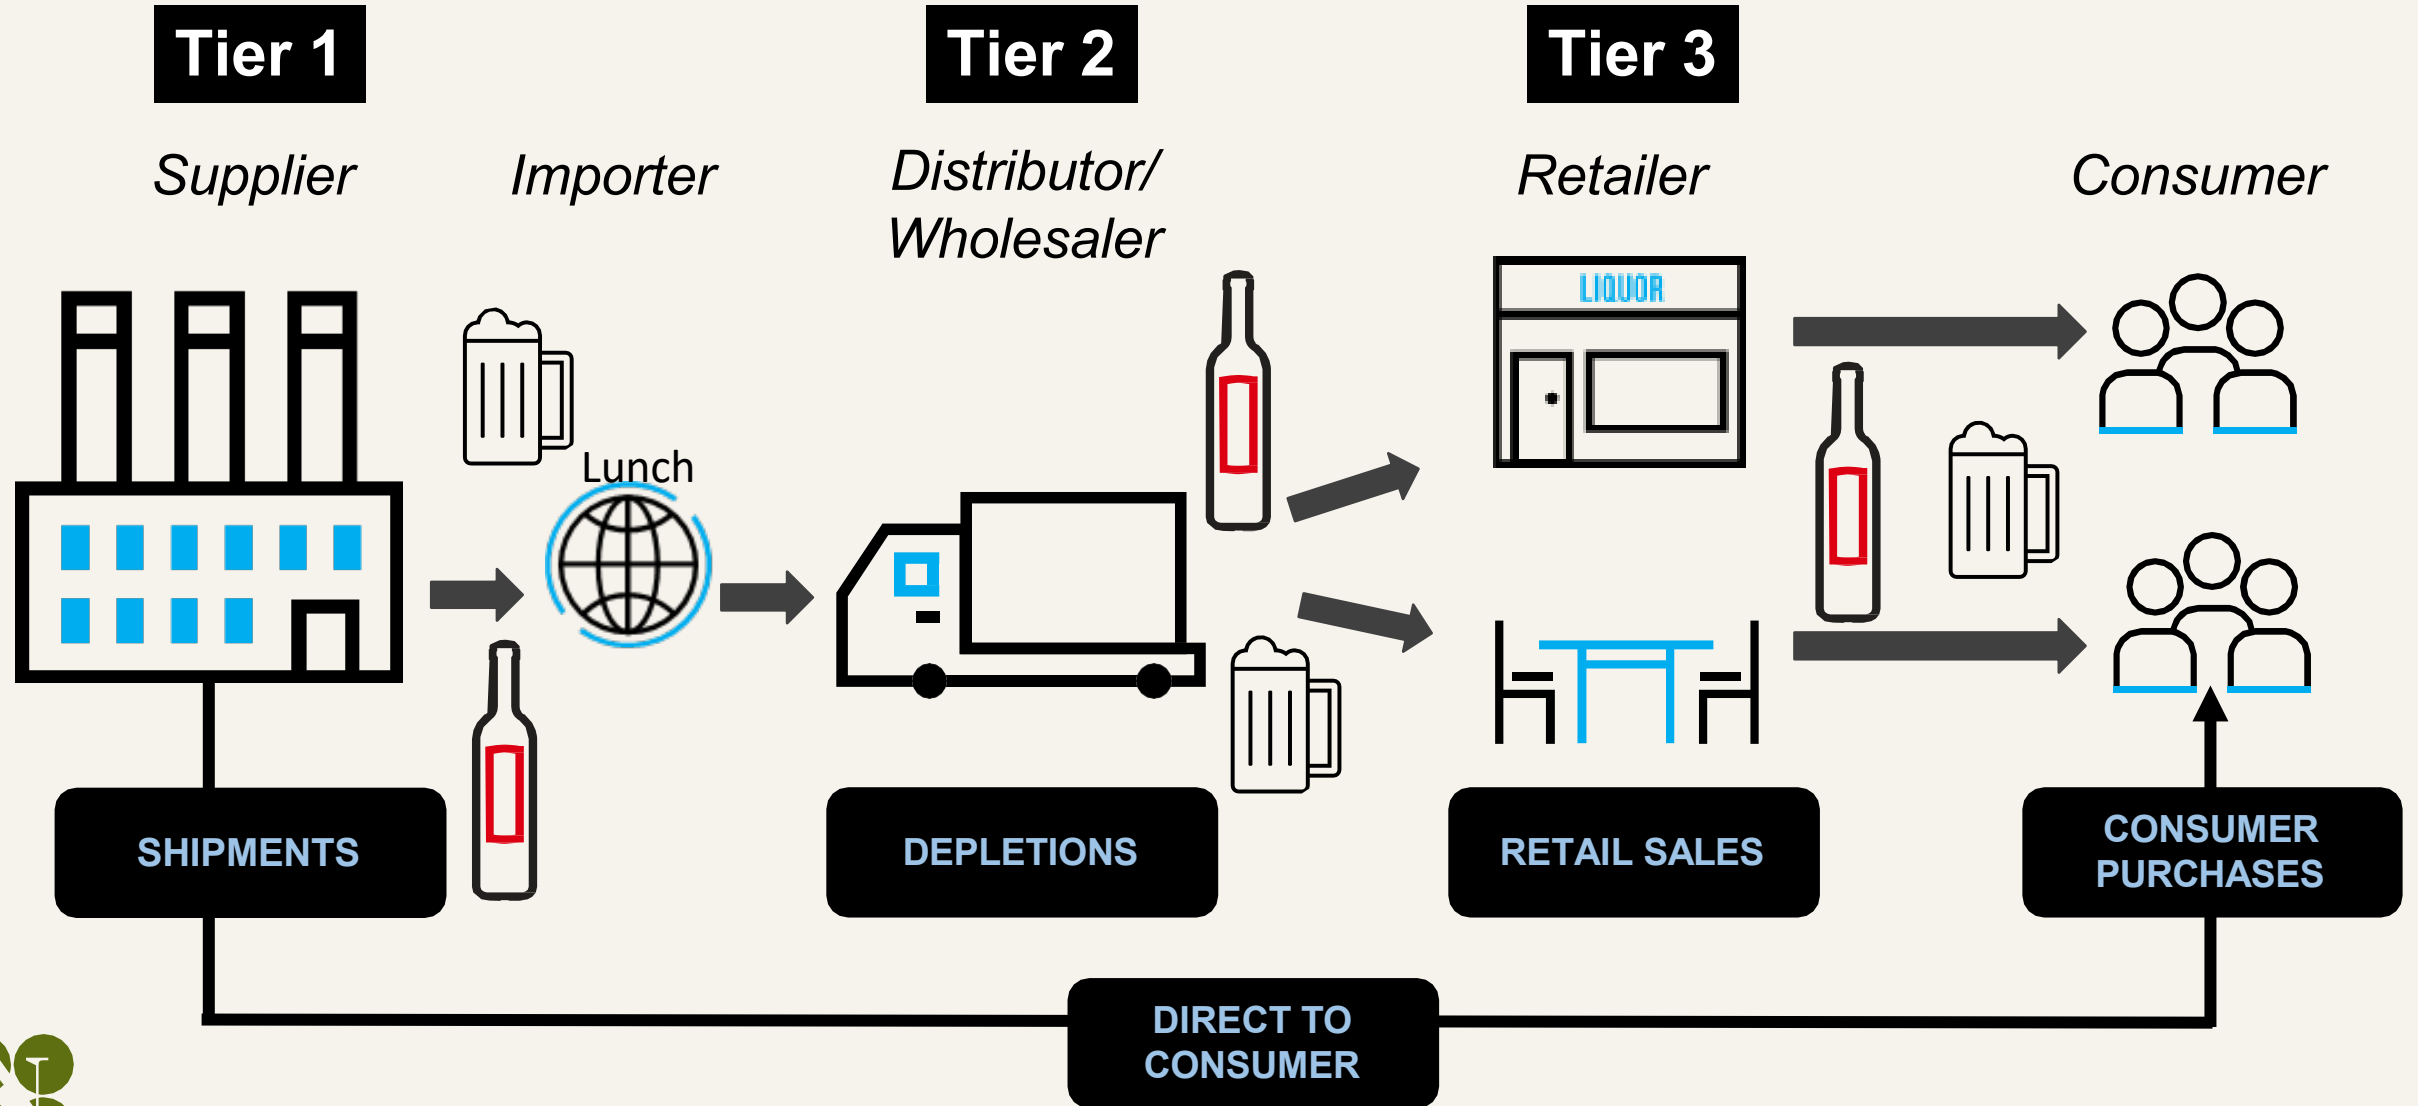 Tier 1
Tier 2
Tier 3
Supplier
Importer
Distributor/
Wholesaler
Retailer
Consumer
LIQUOR
Lunch
SHIPMENTS
DEPLETIONS
RETAIL SALES
CONSUMER
PURCHASES
DIRECT TO
CONSUMER